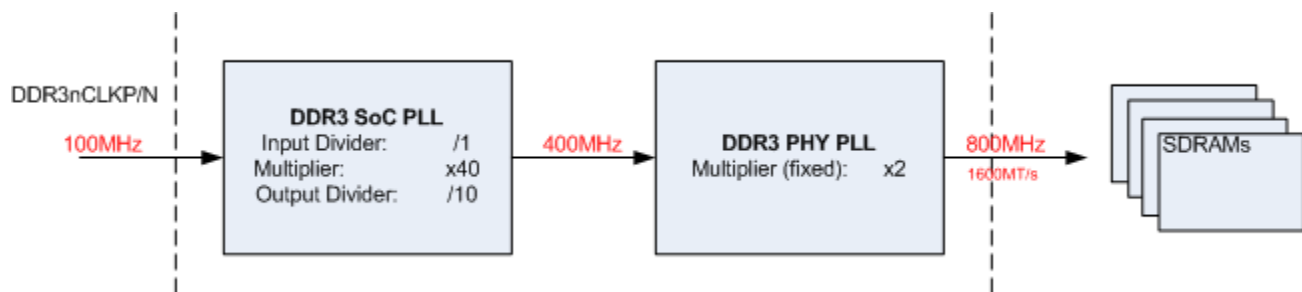 DDR3nCLKP/N
100MHz
DDR3 SoC PLL
Input Divider: /1
Multiplier: x40
Output Divider: /10
400MHz
DDR3 PHY PLL
Multiplier (fixed): x2
800MHz
1600MT/s
SDRAMs